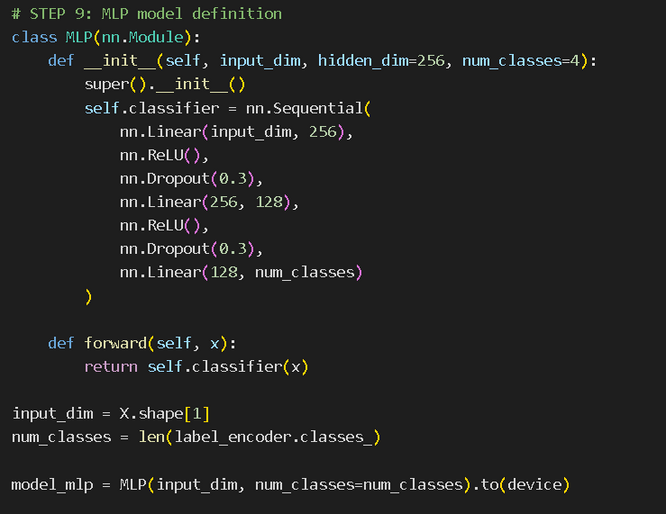 # STEP 9: MLP model definition
class MLP(nn.Module):
    def __init__(self, input_dim, hidden_dim=256, num_classes=4):
        super().__init__()
        self.classifier = nn.Sequential(
            nn.Linear(input_dim, 256),
            nn.ReLU(),
            nn.Dropout(0.3),
            nn.Linear(256, 128),
            nn.ReLU(),
            nn.Dropout(0.3),
            nn.Linear(128, num_classes)
        )
    def forward(self, x):
        return self.classifier(x)
input_dim = X.shape[1]
num_classes = len(label_encoder.classes_)
model_mlp = MLP(input_dim, num_classes=num_classes).to(device)